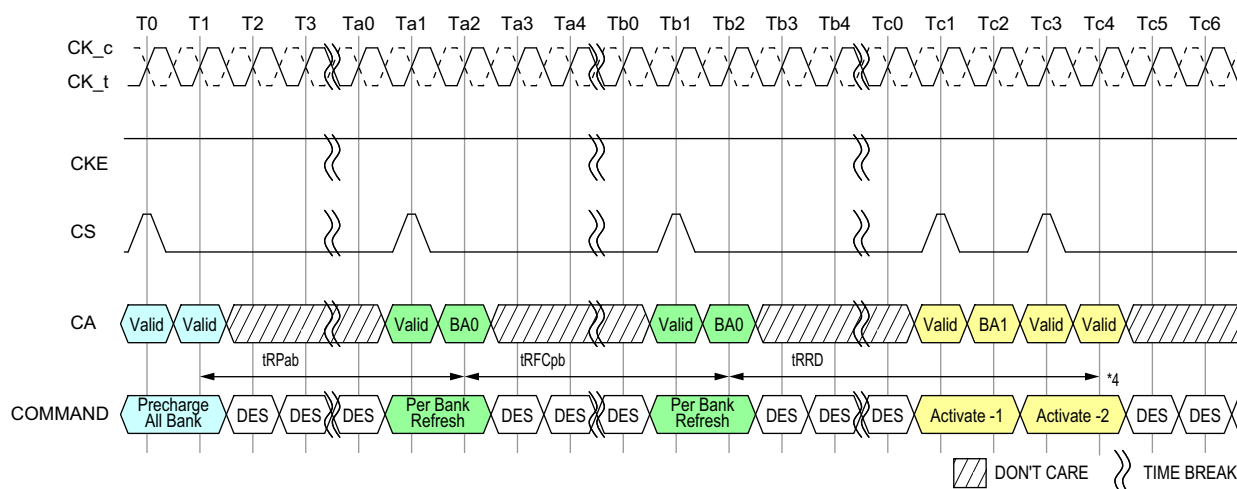 T0 T1 T2 T3 Ta0 Ta1 Ta2 Ta3 Ta4 Tb0 Tb1 Tb2 Tb3 Tb4 Tc0 Tc1 Tc2 Tc3 Tc4 Tc5 Tc6
CK_c
CK_t
CKE
CS
CA Valid Valid Valid BA0 Valid BA0 Valid BA1 Valid Valid
tRPab tRFCpb tRRD *4
COMMAND Precharge All Bank DES DES DES Per Bank Refresh DES DES DES Per Bank Refresh DES DES DES Activate -1 Activate -2 DES DES
DON'T CARE TIME BREAK